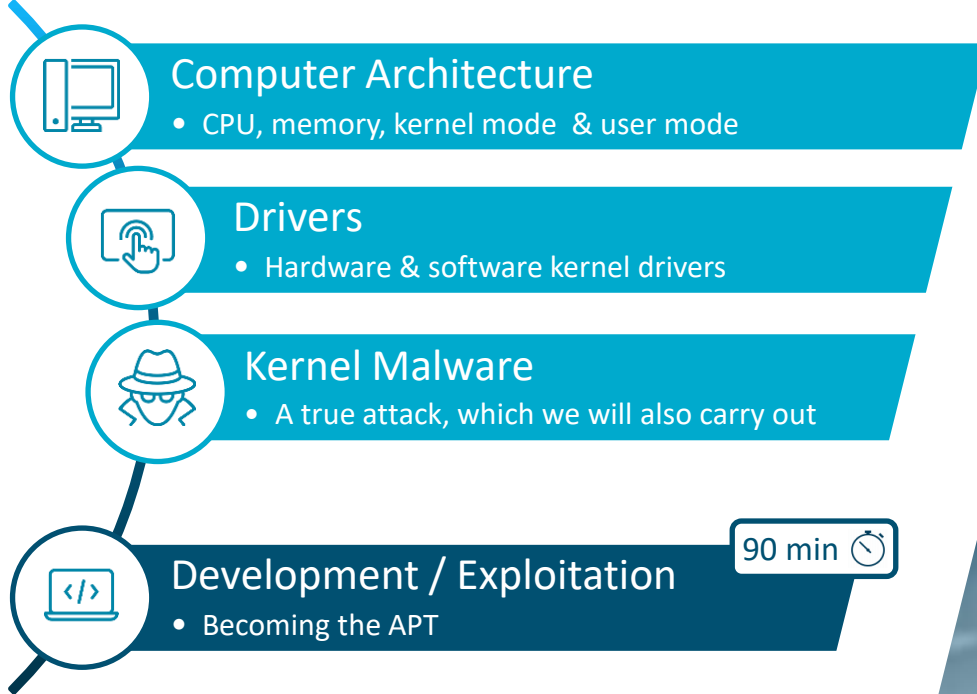 Computer Architecture
• CPU, memory, kernel mode & user mode
Drivers
• Hardware & software kernel drivers
Kernel Malware
• A true attack, which we will also carry out
90 min
Development / Exploitation
• Becoming the APT
</>